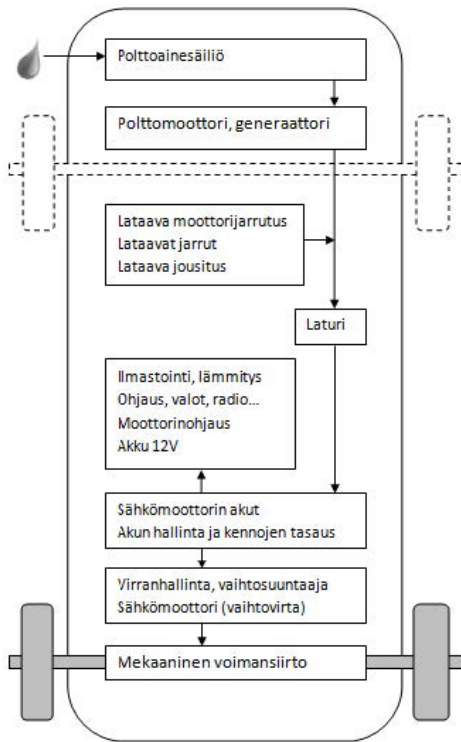 Polttoainesäiliö
Polttomoottori, generaattori
Lataava moottorijarrutus
Lataavat jarrut
Lataava jousitus
Laturi
Ilmastointi, lämmitys
Ohjaus, valot, radio...
Moottorinohjaus
Akku 12V
Sähkömoottorin akut
Akun hallinta ja kennojen tasaus
Virranhallinta, vaihtosuuntaaja
Sähkömoottori (vaihtovirta)
Mekaaninen voimansiirto